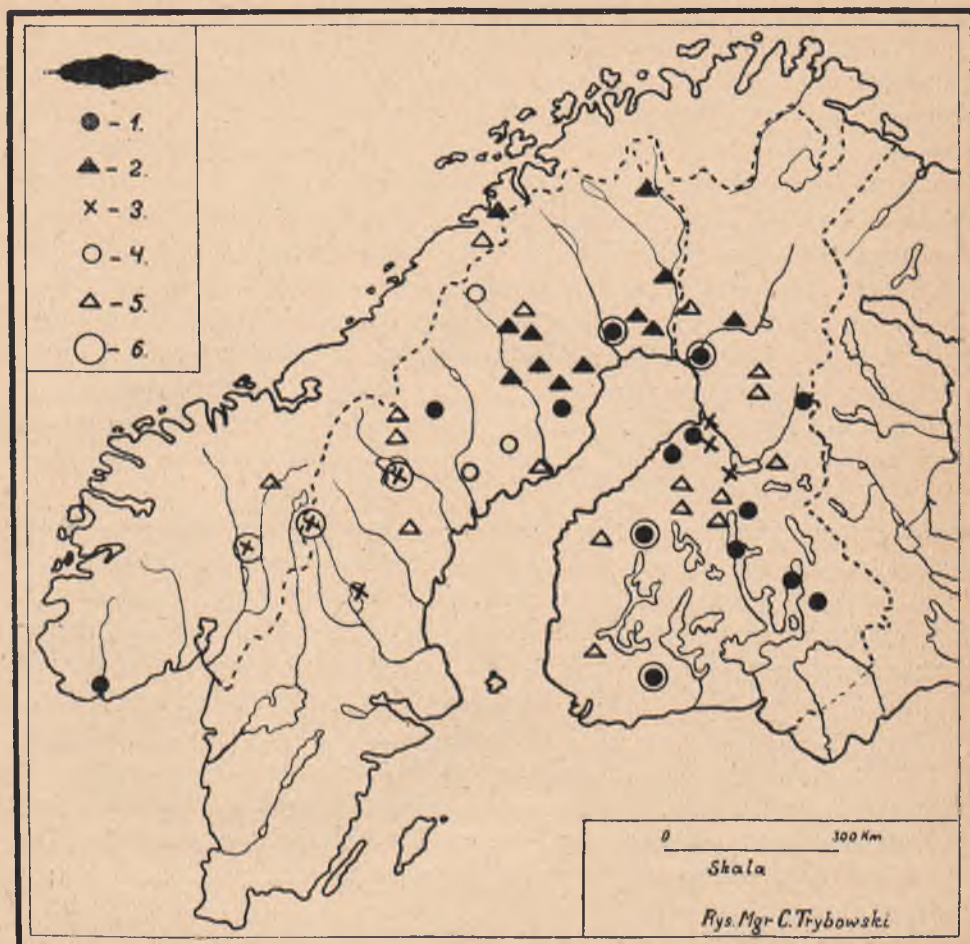 - 1.
- 2.
- 3.
- 4.
- 5.
- 6.
0 300 Km
Skala
Rys. Mgr C. Trybowski